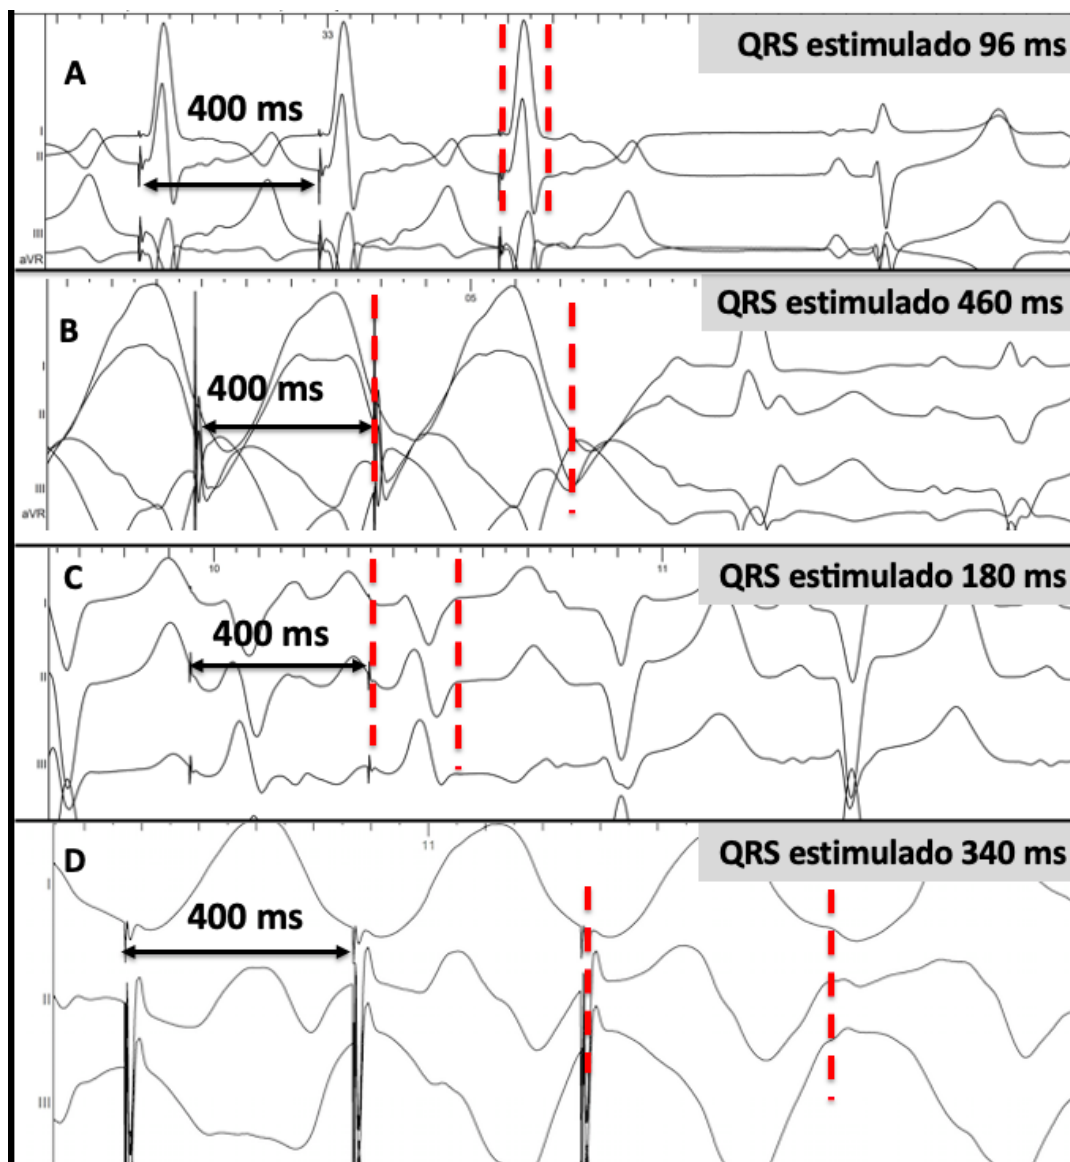 QRS estimulado 96 ms
33
A
400 ms
I
II
III
aVR
QRS estimulado 460 ms
05
B
I
400 ms
II
III
aVR
QRS estimulado 180 ms
C
10
11
I
400 ms
II
III
QRS estimulado 340 ms
D
11
I
400 ms
II
III